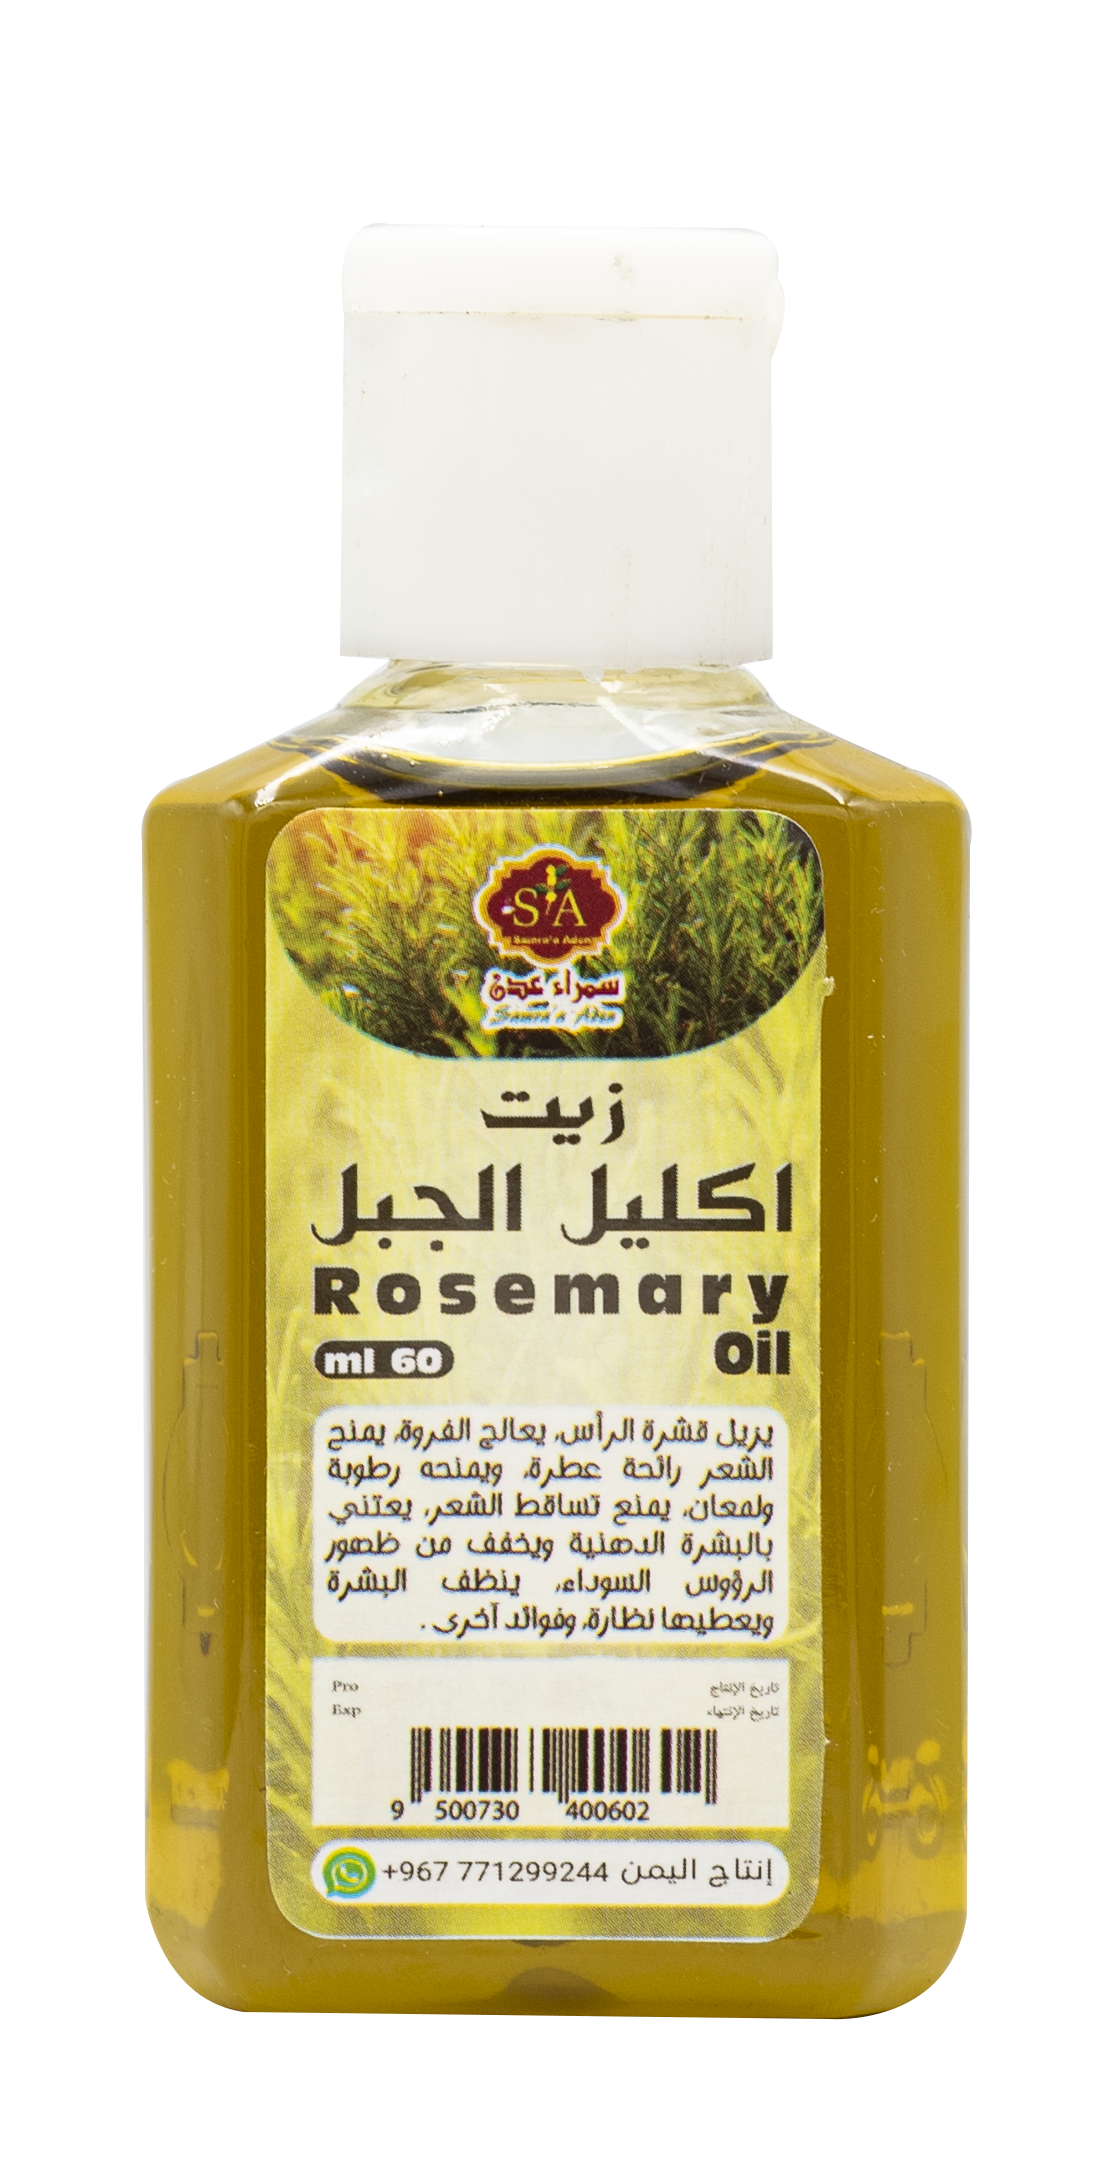 SA
Samra'a Aden
سمراء عدن
Samra'a Aden
زيت
اكليل الجبل
Rosemary
Oil
ml 60
يزيل قشرة الرأس، يعالج الفروة، يمنح
الشعر رائحة عطرة، ويمنحه رطوبة
ولمعان، يمنع تساقط الشعر، يعتني
بالبشرة الدهنية ويخفف من ظهور
الرؤوس السوداء، ينظف البشرة
ويعطيها نظارة، وفوائد آخرى .
تاريخ الإنتاج Pro
تاريخ الإنتهاء Exp
9 500730 400602
إنتاج اليمن +967 771299244